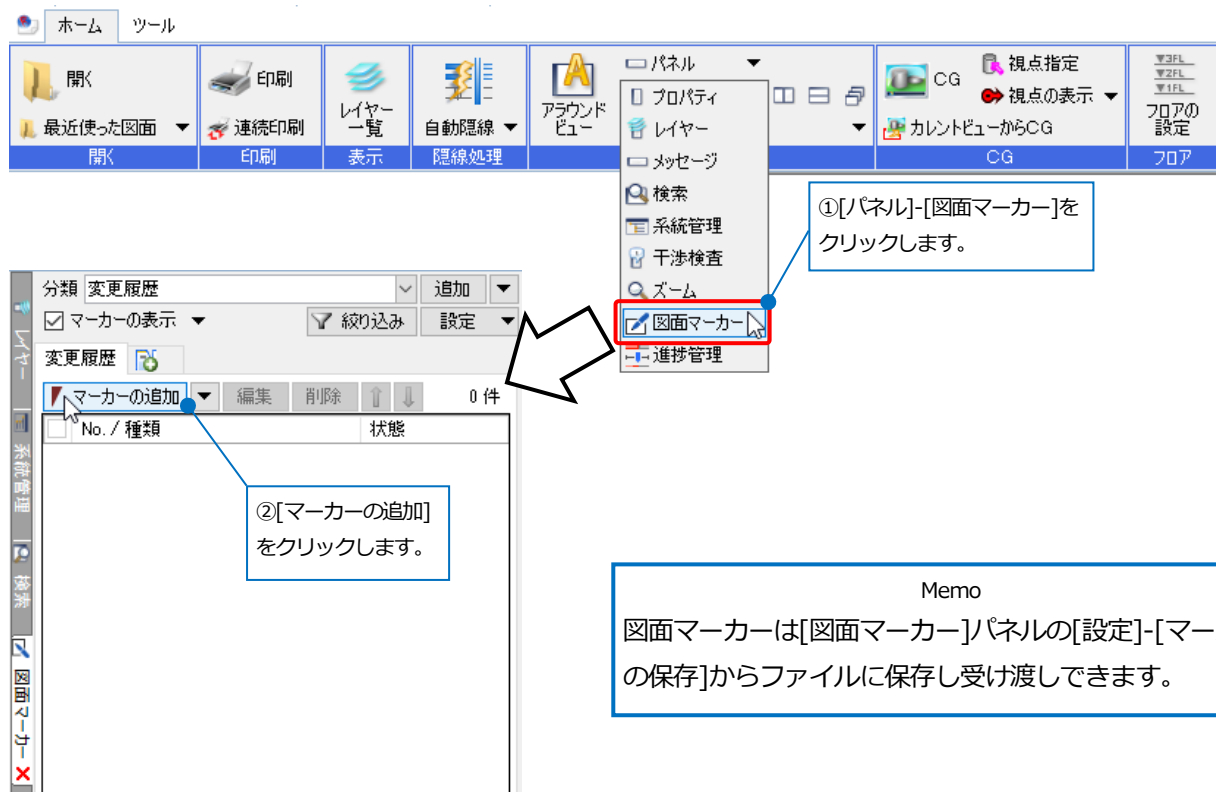 ホーム ツール
開く
最近使った図面
開く
印刷
連続印刷
印刷
レイヤー
一覧
表示
自動隠線
隠線処理
アラウンド
ビュー
パネル
プロパティ
レイヤー
メッセージ
検索
系統管理
干渉検査
ズーム
図面マーカー
進捗管理
CG
視点指定
視点の表示
カレントビューからCG
CG
▼3FL
▼2FL
▼1FL
フロアの
設定
フロア
①[パネル]-[図面マーカー]を
クリックします。
分類 変更履歴 追加
マーカーの表示 絞り込み 設定
変更履歴
マーカーの追加 編集 削除 0 件
No. / 種類 状態
レイヤー
系統管理
検索
図面マーカー
②[マーカーの追加]
をクリックします。
Memo
図面マーカーは[図面マーカー]パネルの[設定]-[マー
の保存]からファイルに保存し受け渡しできます。